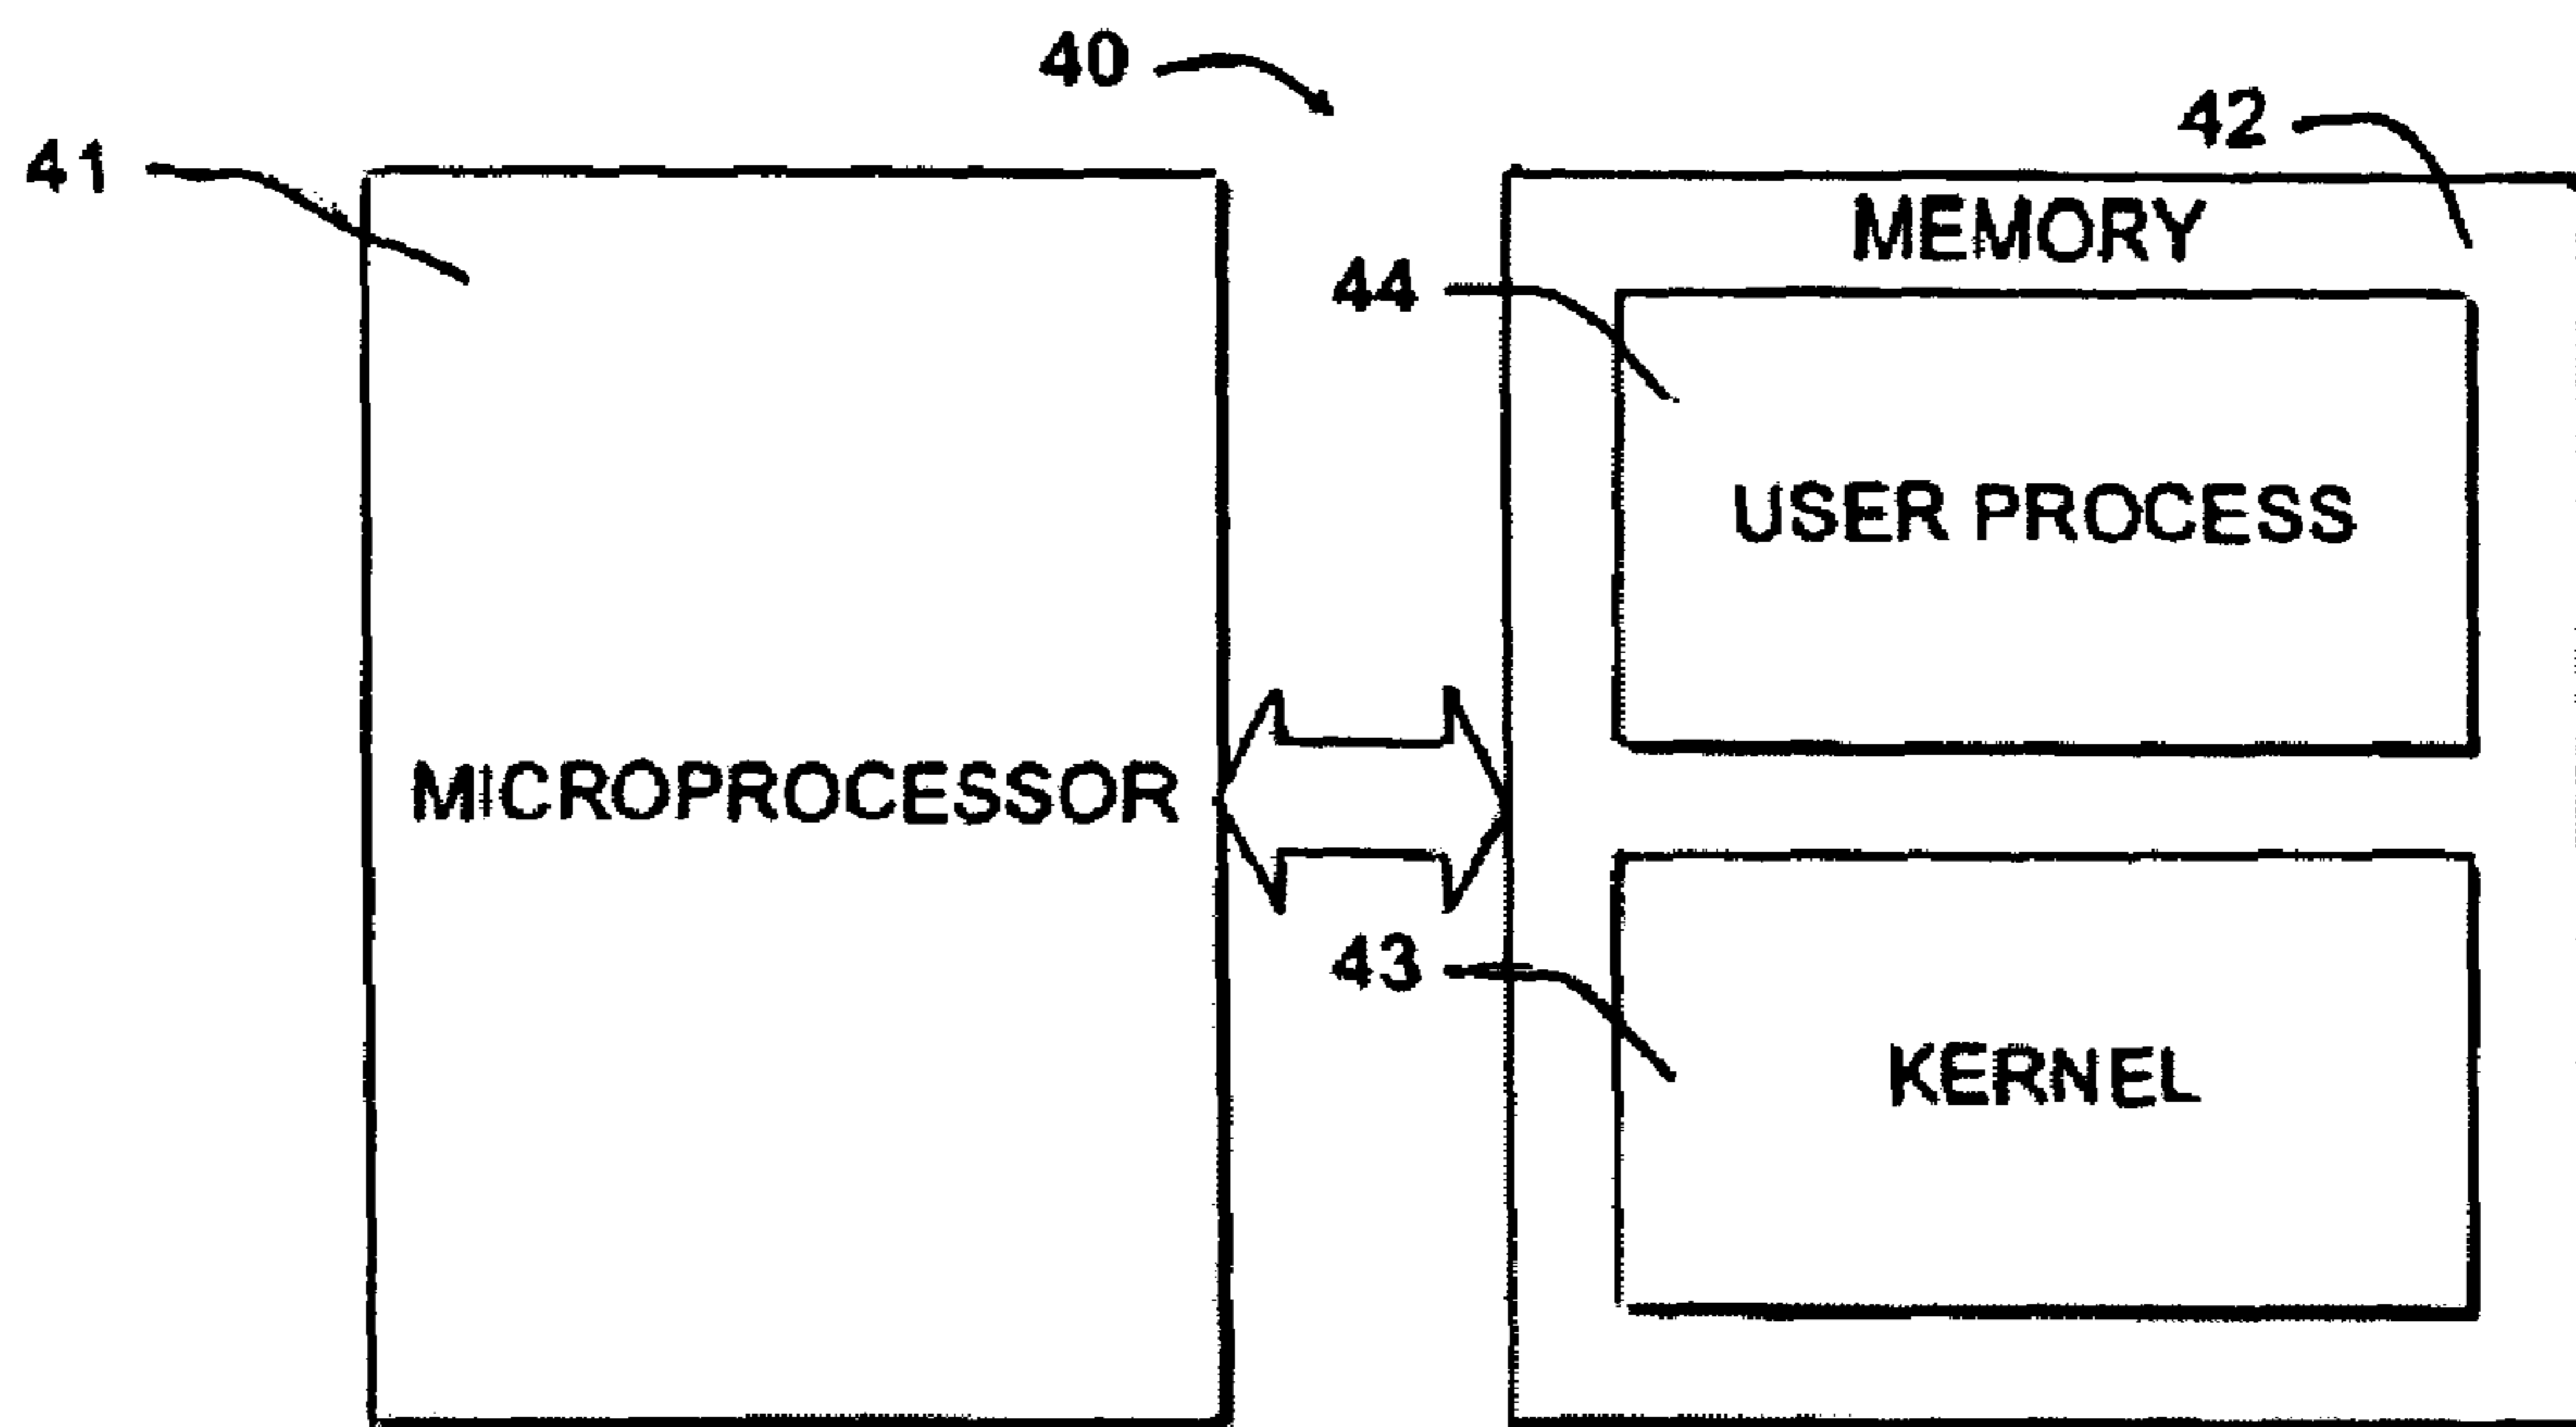 40
42
41
MEMORY
44
USER PROCESS
MICROPROCESSOR
43
KERNEL